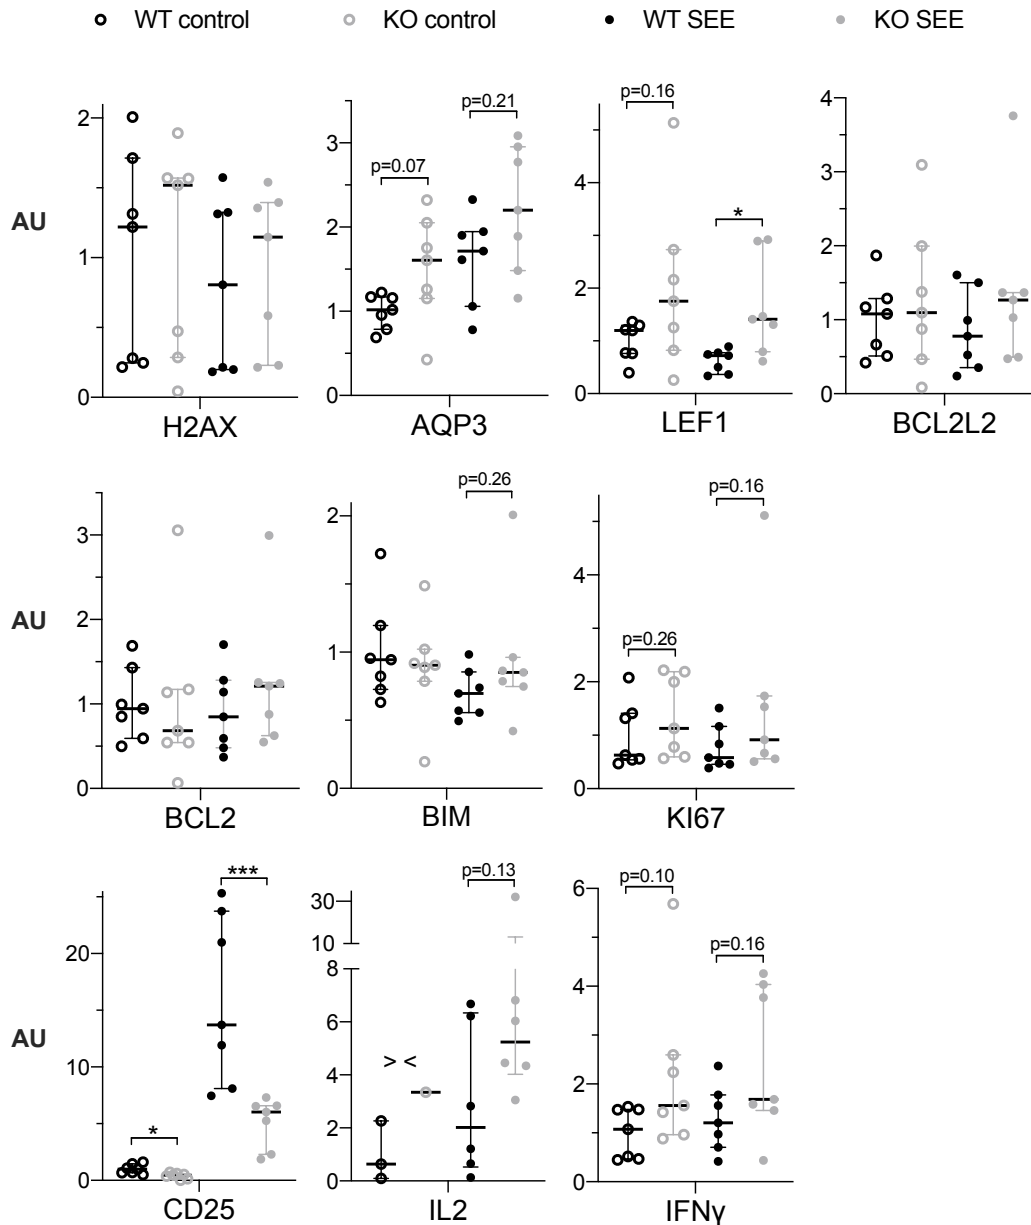 WT control KO control WT SEE KO SEE
AU
2
1
0
H2AX
p=0.07
p=0.21
3
2
1
0
AQP3
p=0.16
*
4
2
0
LEF1
4
3
2
1
0
BCL2L2
AU
3
2
1
0
BCL2
p=0.26
2
1
0
BIM
p=0.26
p=0.16
4
2
0
KI67
AU
*
***
20
10
0
CD25
p=0.13
30
10
8
6
4
2
0
> <
IL2
p=0.10
p=0.16
6
4
2
0
IFNγ